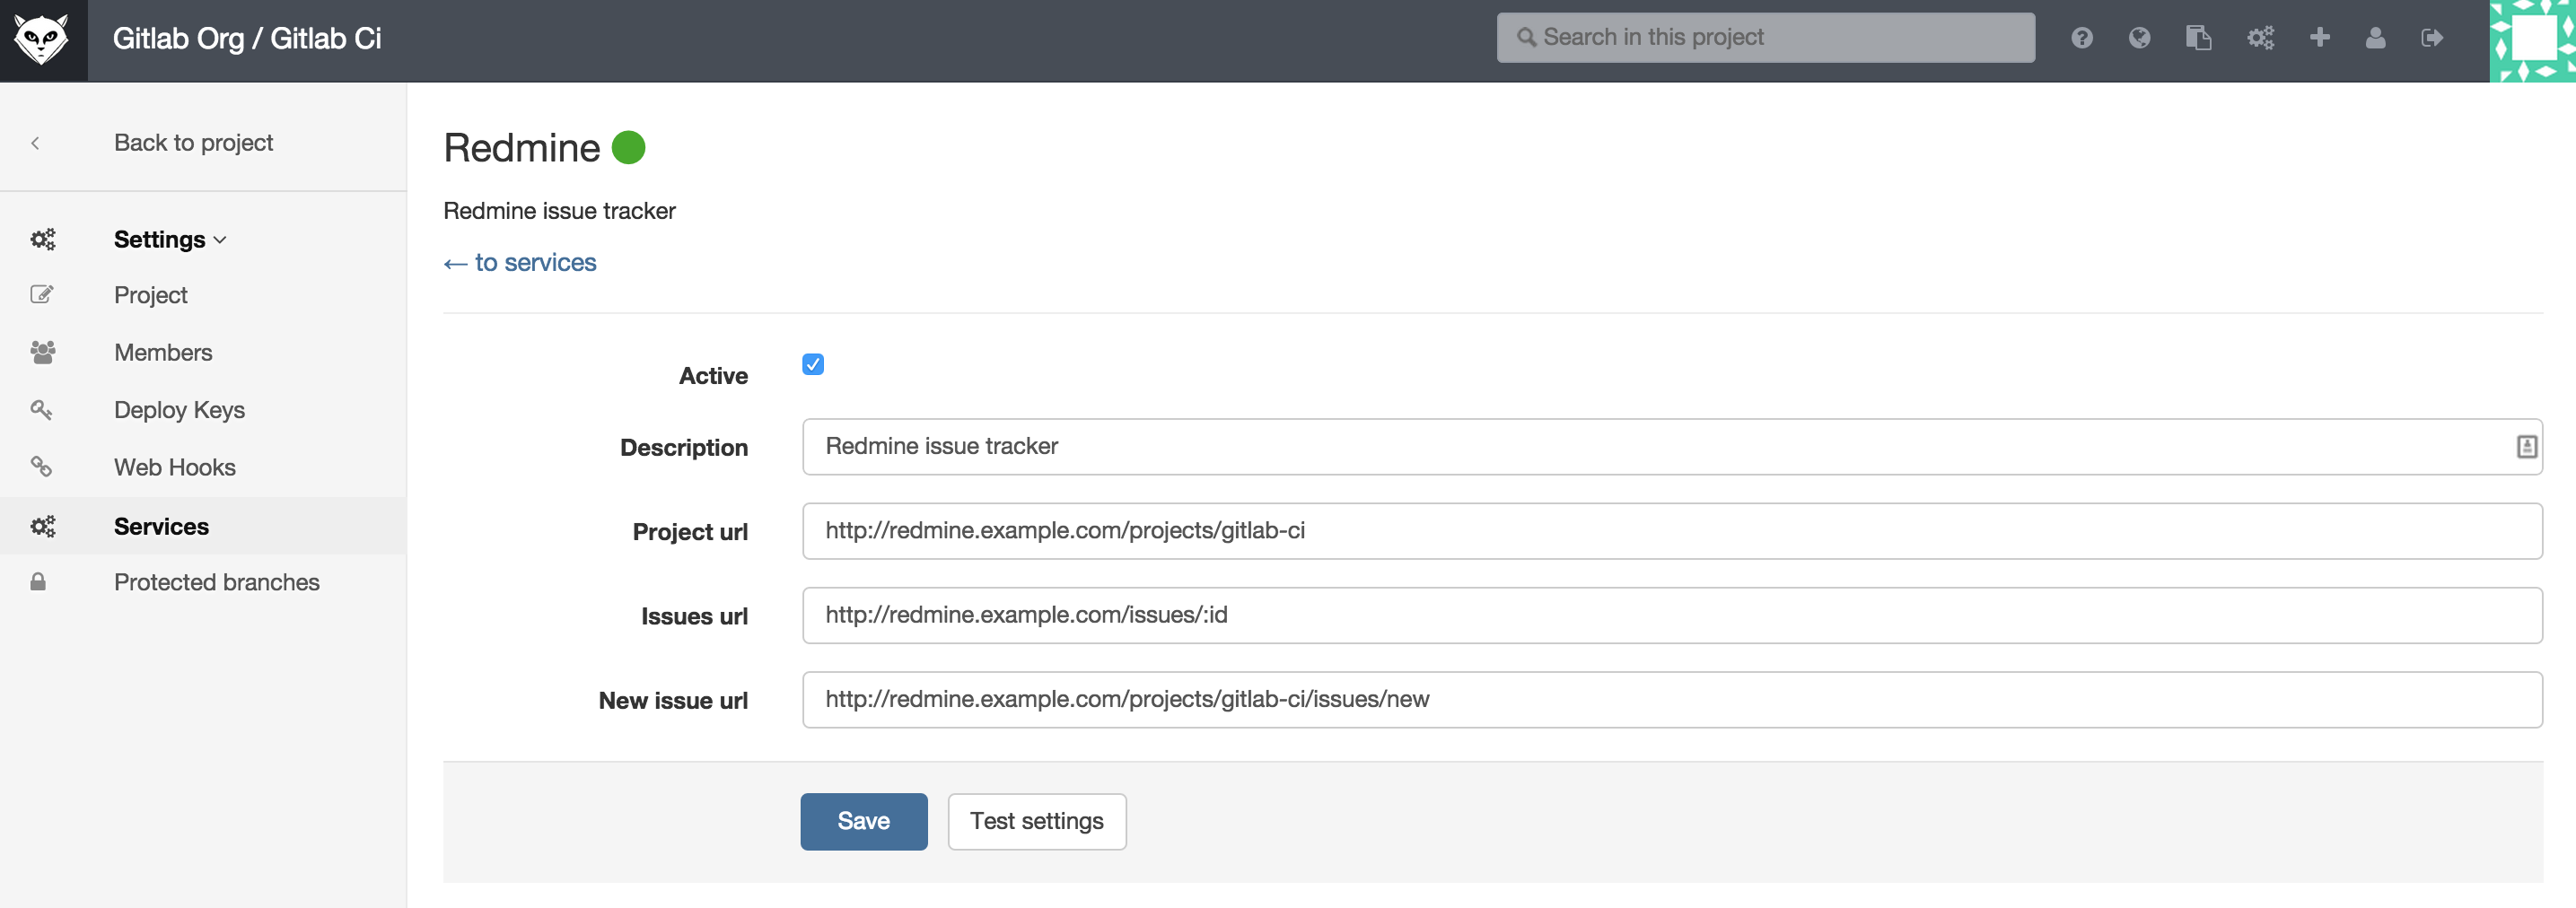 Gitlab Org / Gitlab Ci
Search in this project
Back to project
Settings
Project
Members
Deploy Keys
Web Hooks
Services
Protected branches
Redmine
Redmine issue tracker
← to services
Active
Description Redmine issue tracker
Project url http://redmine.example.com/projects/gitlab-ci
Issues url http://redmine.example.com/issues/:id
New issue url http://redmine.example.com/projects/gitlab-ci/issues/new
Save Test settings